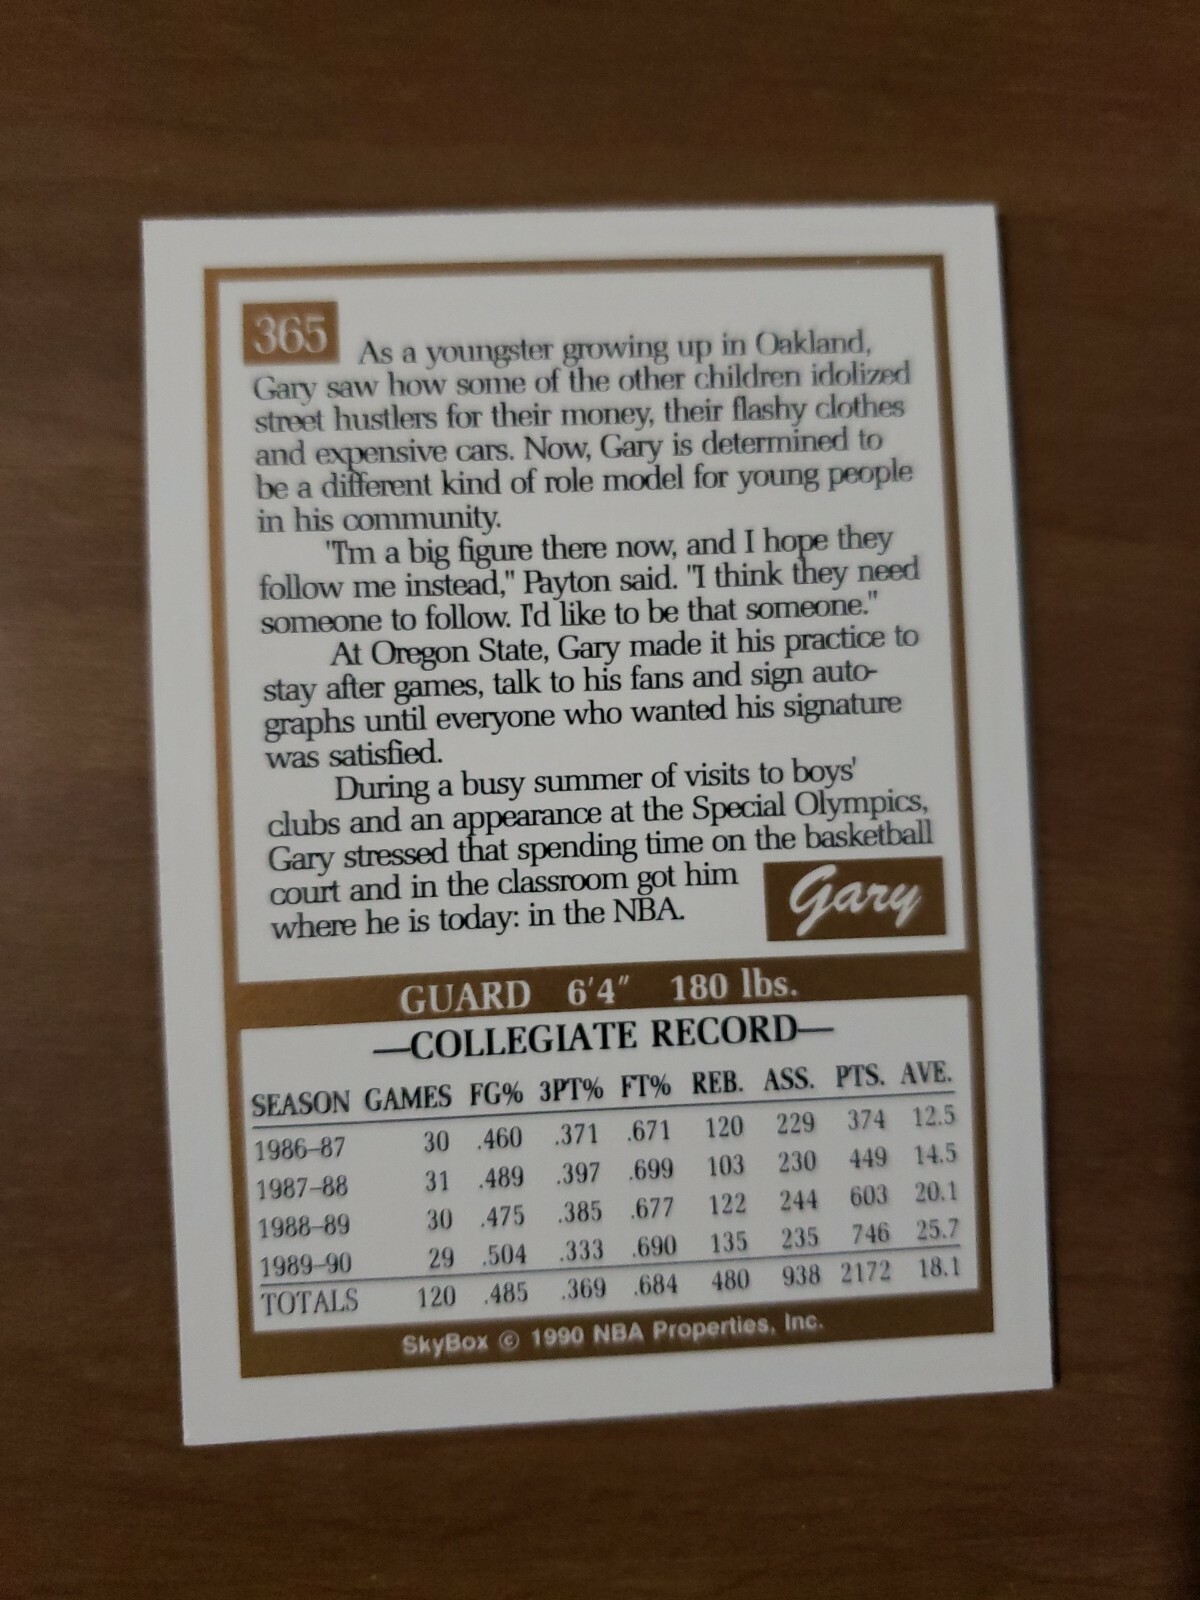 365
As a youngster growing up in Oakland,
Gary saw how some of the other children idolized
street hustlers for their money, their flashy clothes
and expensive cars. Now, Gary is determined to
be a different kind of role model for young people
in his community.
"I'm a big figure there now, and I hope they
follow me instead," Payton said. "I think they need
someone to follow. I'd like to be that someone."
At Oregon State, Gary made it his practice to
stay after games, talk to his fans and sign auto-
graphs until everyone who wanted his signature
was satisfied.
During a busy summer of visits to boys'
clubs and an appearance at the Special Olympics,
Gary stressed that spending time on the basketball
court and in the classroom got him
where he is today: in the NBA.
Gary
GUARD 6'4" 180 lbs.
—COLLEGIATE RECORD—
SEASON GAMES FG% 3PT% FT% REB. ASS. PTS. AVE.
1986–87 30 .460 .371 .671 120 229 374 12.5
1987–88 31 .489 .397 .699 103 230 449 14.5
1988–89 30 .475 .385 .677 122 244 603 20.1
1989–90 29 .504 .333 .690 135 235 746 25.7
TOTALS 120 .485 .369 .684 480 938 2172 18.1
SkyBox © 1990 NBA Properties, Inc.